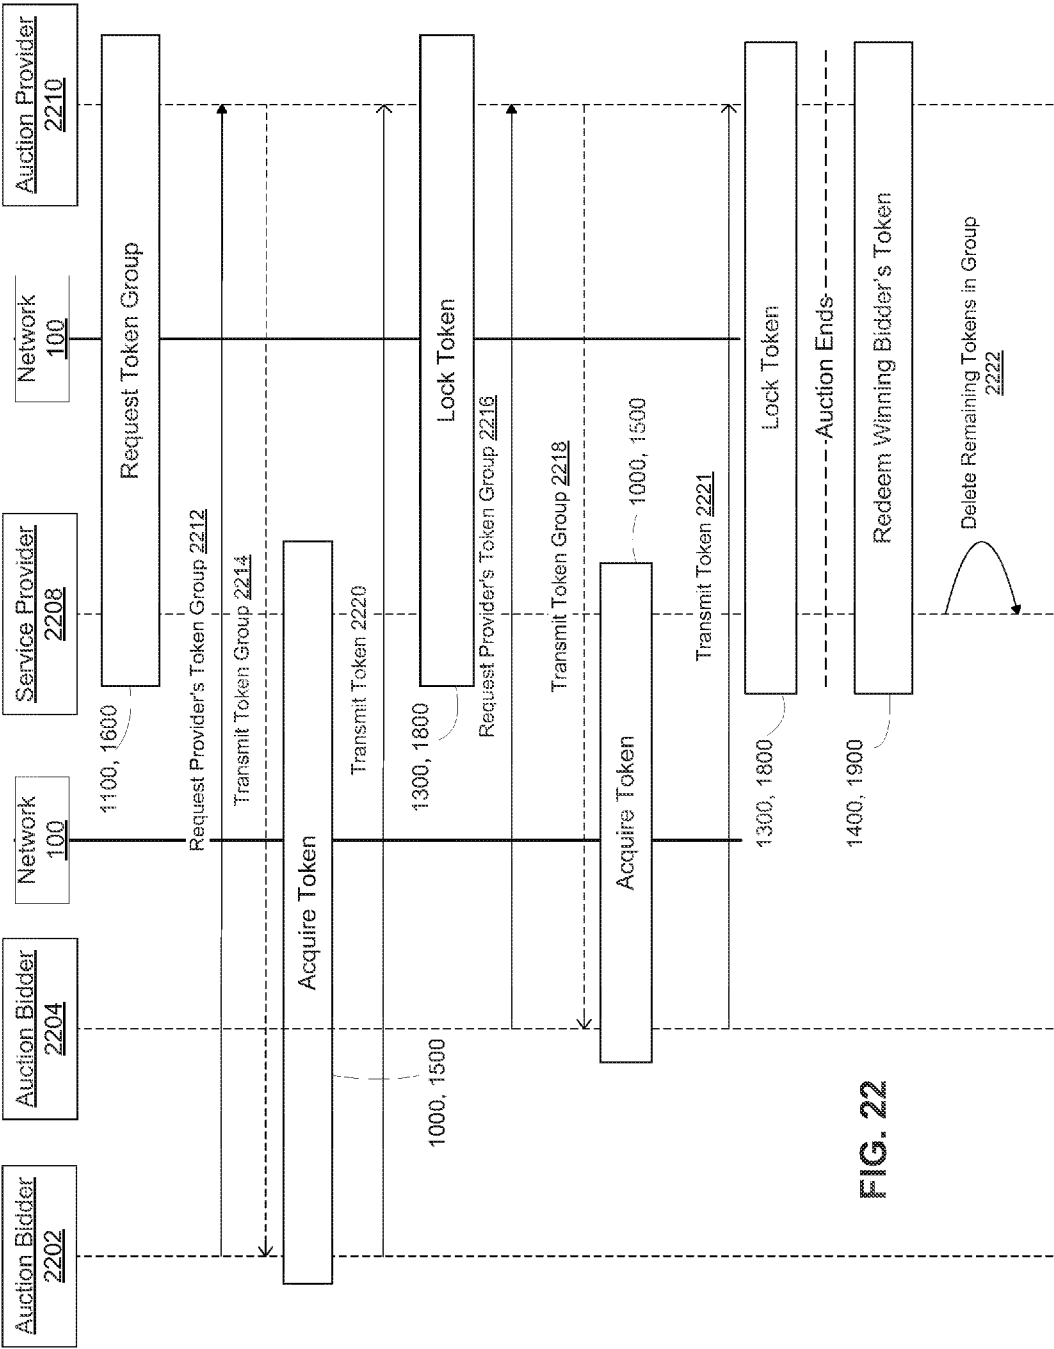 Auction Bidder
2202
Auction Bidder
2204
Network
100
Service Provider
2208
Network
100
Auction Provider
2210
1100, 1600
Request Token Group
Request Provider's Token Group 2212
Transmit Token Group 2214
Acquire Token
1000, 1500
Transmit Token 2220
1300, 1800
Lock Token
Request Provider's Token Group 2216
Transmit Token Group 2218
Acquire Token
1000, 1500
Transmit Token 2221
1300, 1800
Lock Token
Auction Ends
1400, 1900
Redeem Winning Bidder's Token
Delete Remaining Tokens in Group
2222
FIG. 22